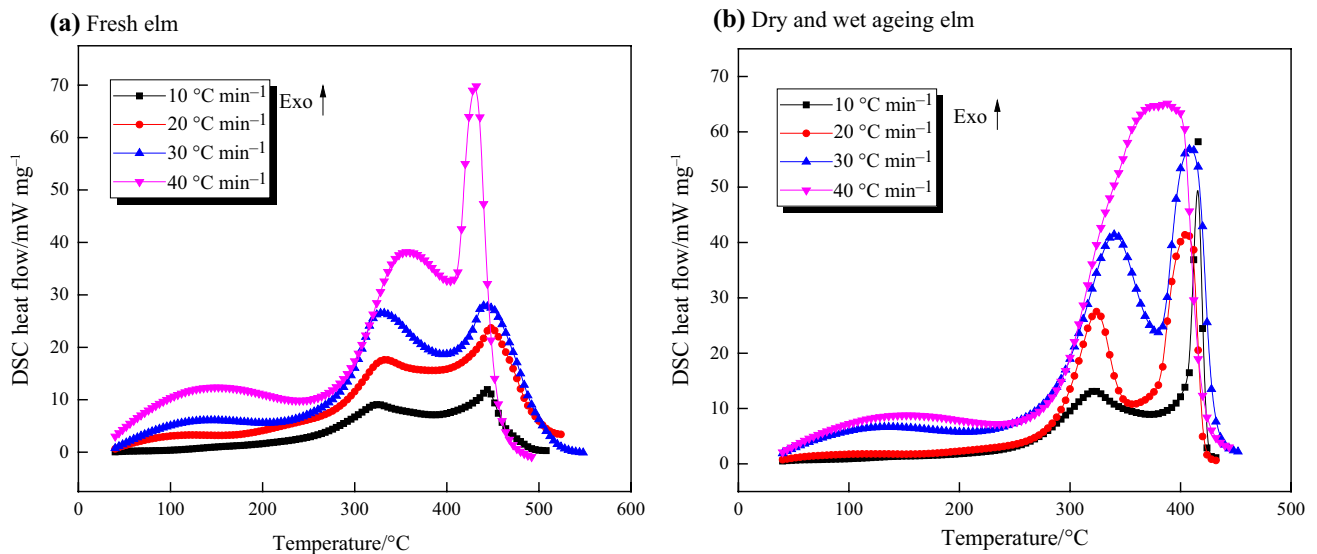 (a) Fresh elm
70
60
50
40
30
20
10
0
DSC heat flow/mW mg⁻¹
10 °C min⁻¹
20 °C min⁻¹
30 °C min⁻¹
40 °C min⁻¹
Exo
0 100 200 300 400 500 600
Temperature/°C
(b) Dry and wet ageing elm
70
60
50
40
30
20
10
0
DSC heat flow/mW mg⁻¹
10 °C min⁻¹
20 °C min⁻¹
30 °C min⁻¹
40 °C min⁻¹
Exo
0 100 200 300 400 500
Temperature/°C